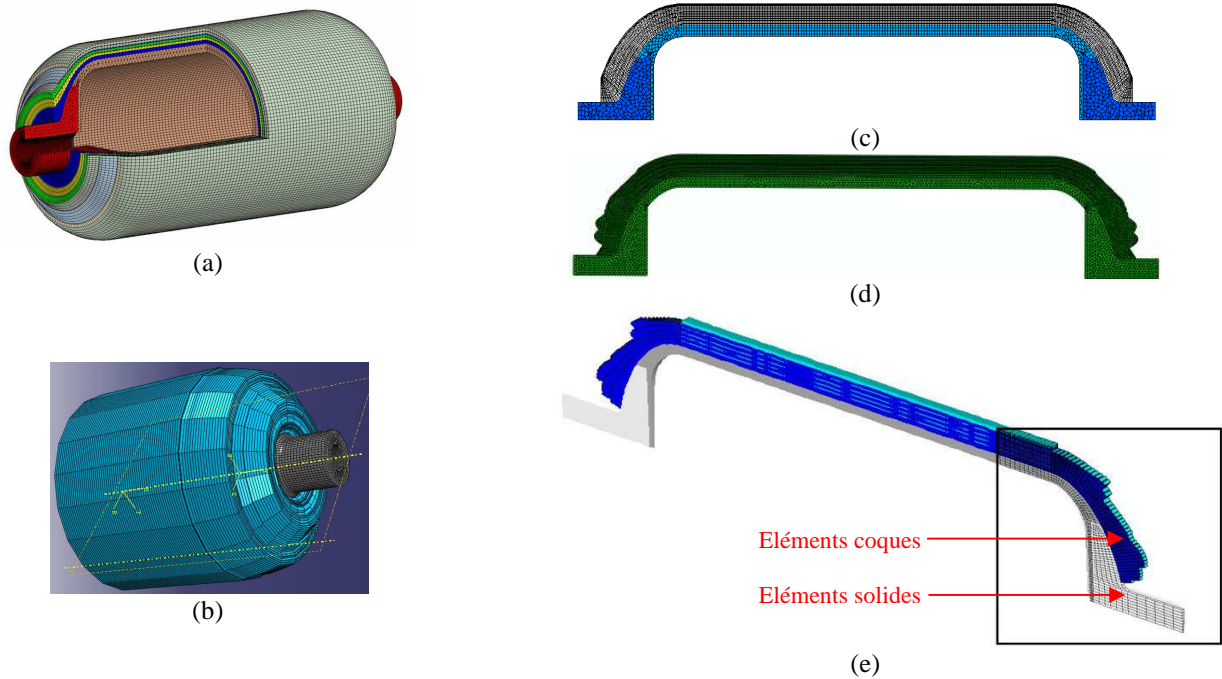 (a)
(b)
(c)
(d)
Eléments coques
Eléments solides
(e)